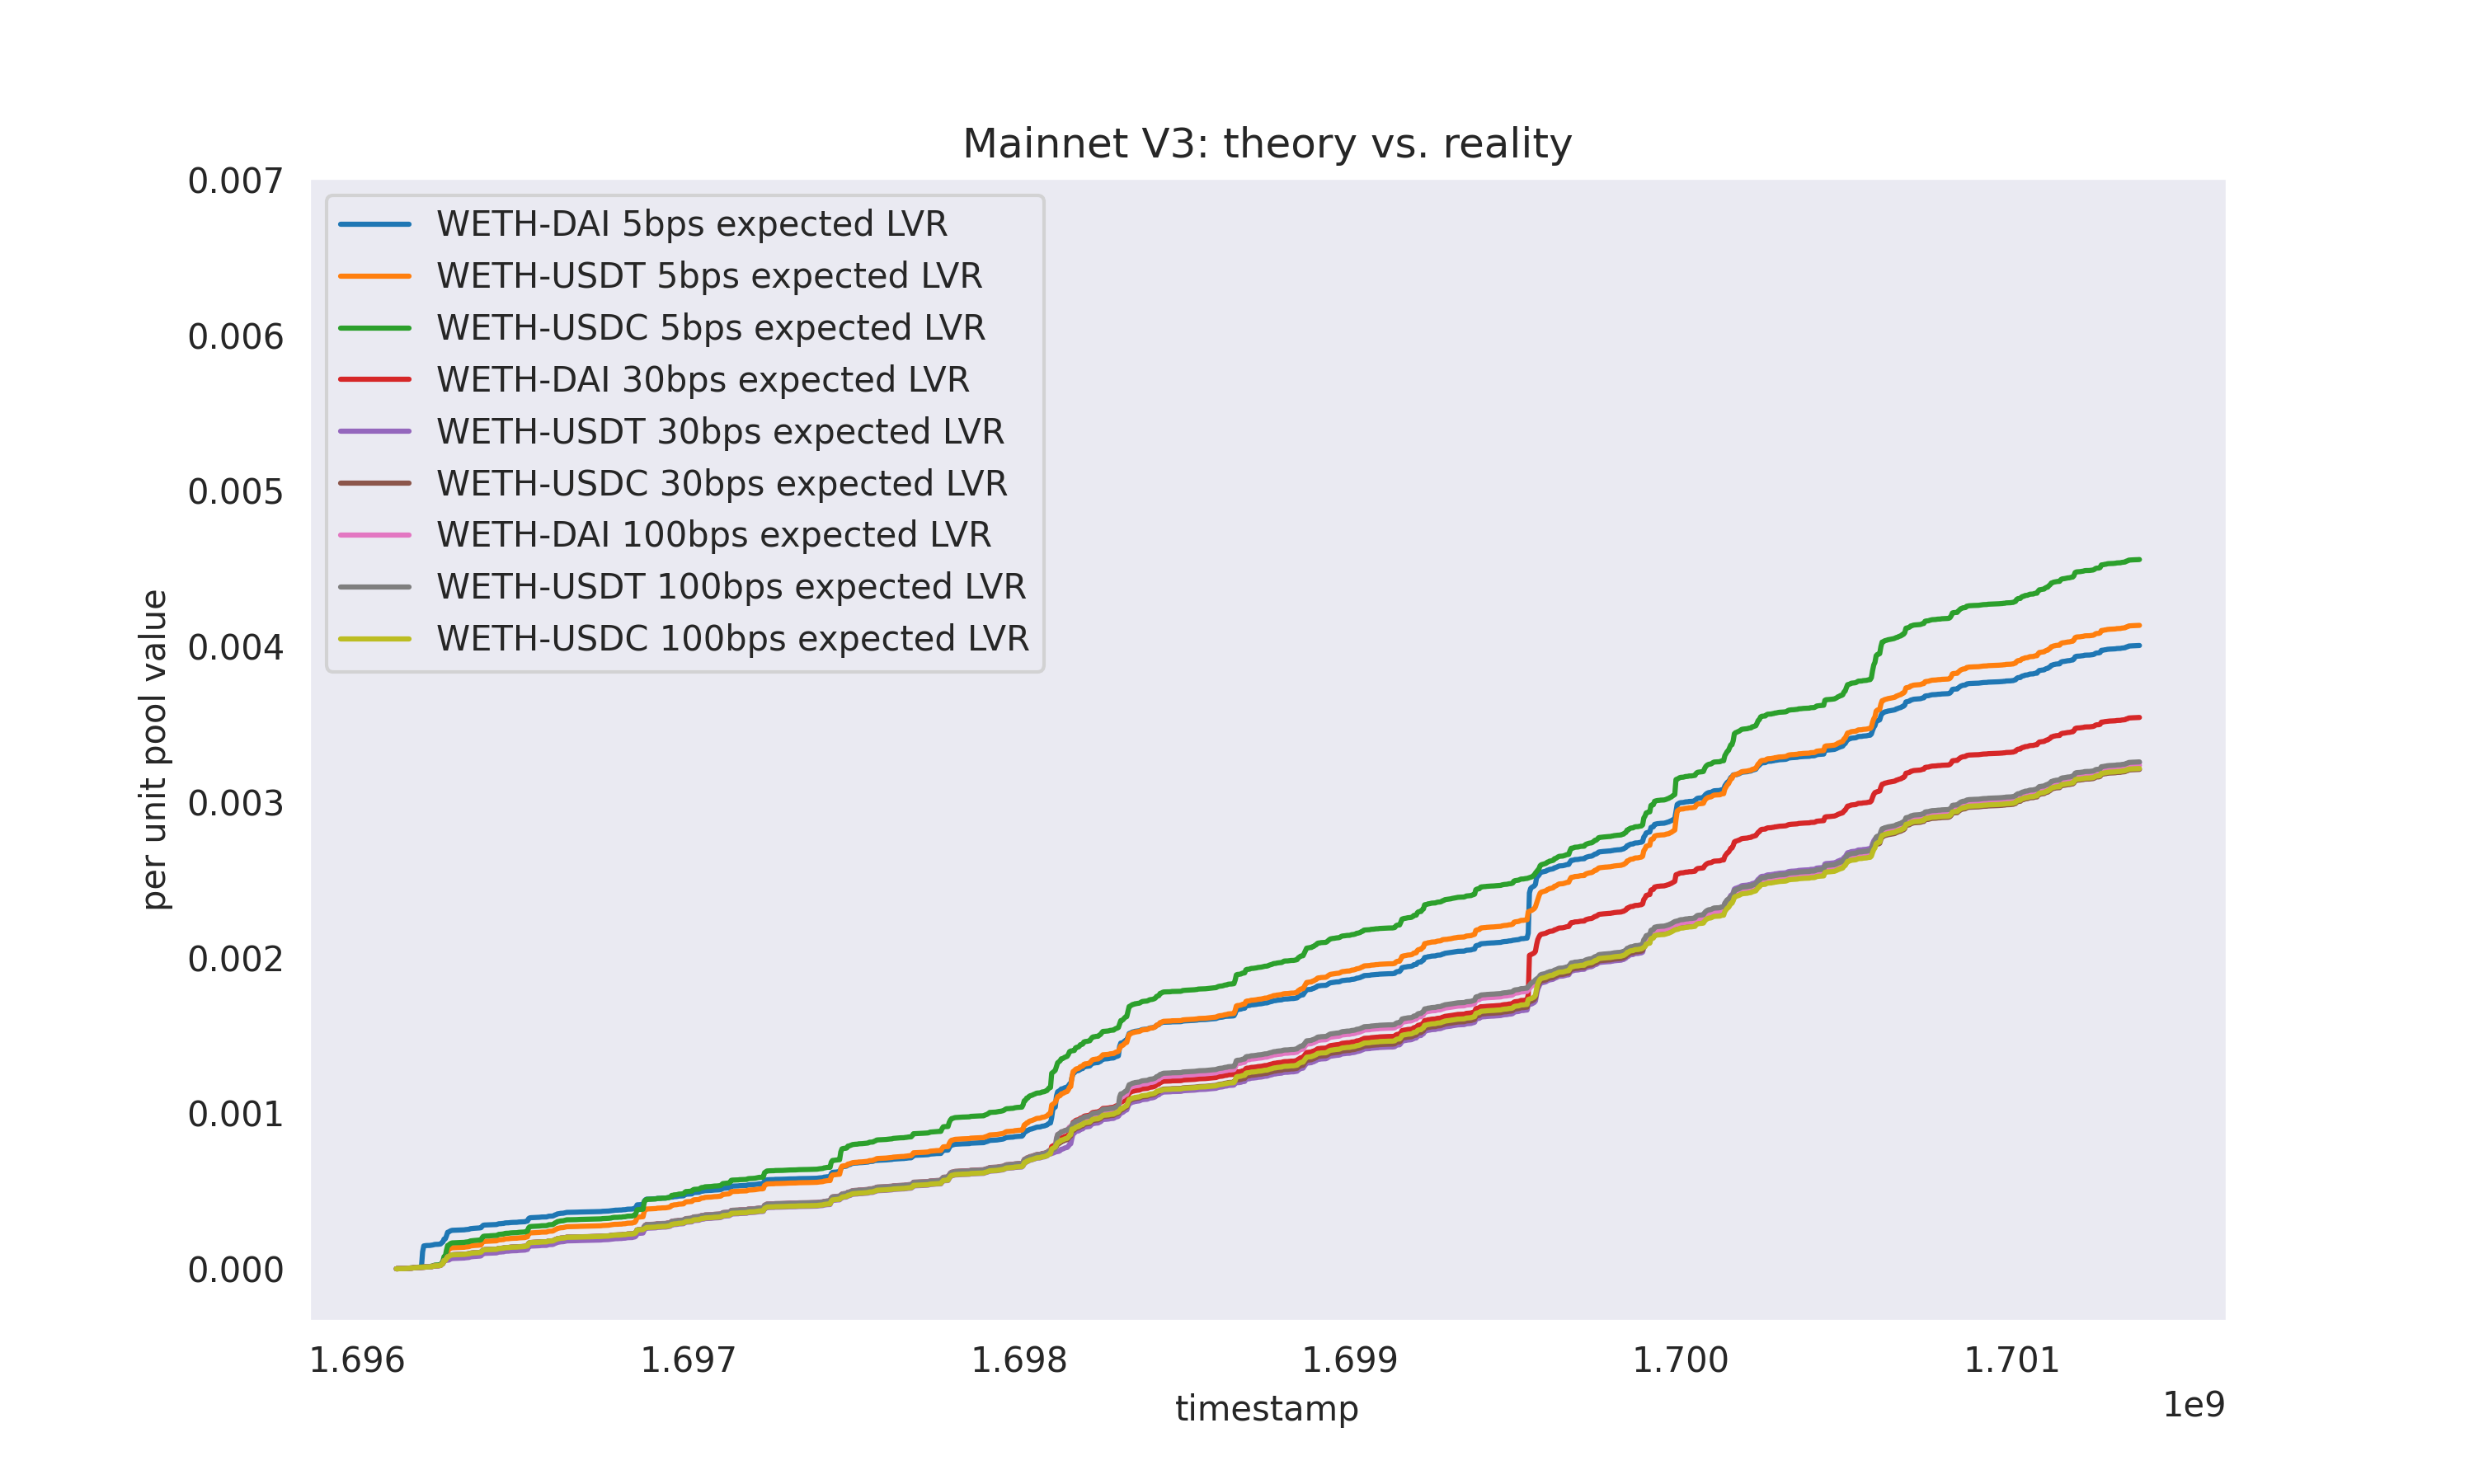 Mainnet V3: theory vs. reality
0.007
0.006
0.005
0.004
0.003
0.002
0.001
0.000
per unit pool value
WETH-DAI 5bps expected LVR
WETH-USDT 5bps expected LVR
WETH-USDC 5bps expected LVR
WETH-DAI 30bps expected LVR
WETH-USDT 30bps expected LVR
WETH-USDC 30bps expected LVR
WETH-DAI 100bps expected LVR
WETH-USDT 100bps expected LVR
WETH-USDC 100bps expected LVR
1.696 1.697 1.698 1.699 1.700 1.701
timestamp
1e9